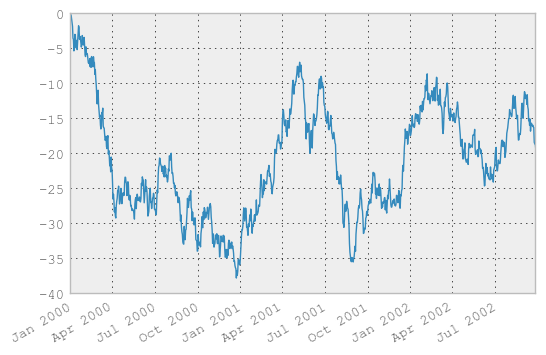 0
−5
−10
−15
−20
−25
−30
−35
−40
Jan 2000
Apr 2000
Jul 2000
Oct 2000
Jan 2001
Apr 2001
Jul 2001
Oct 2001
Jan 2002
Apr 2002
Jul 2002